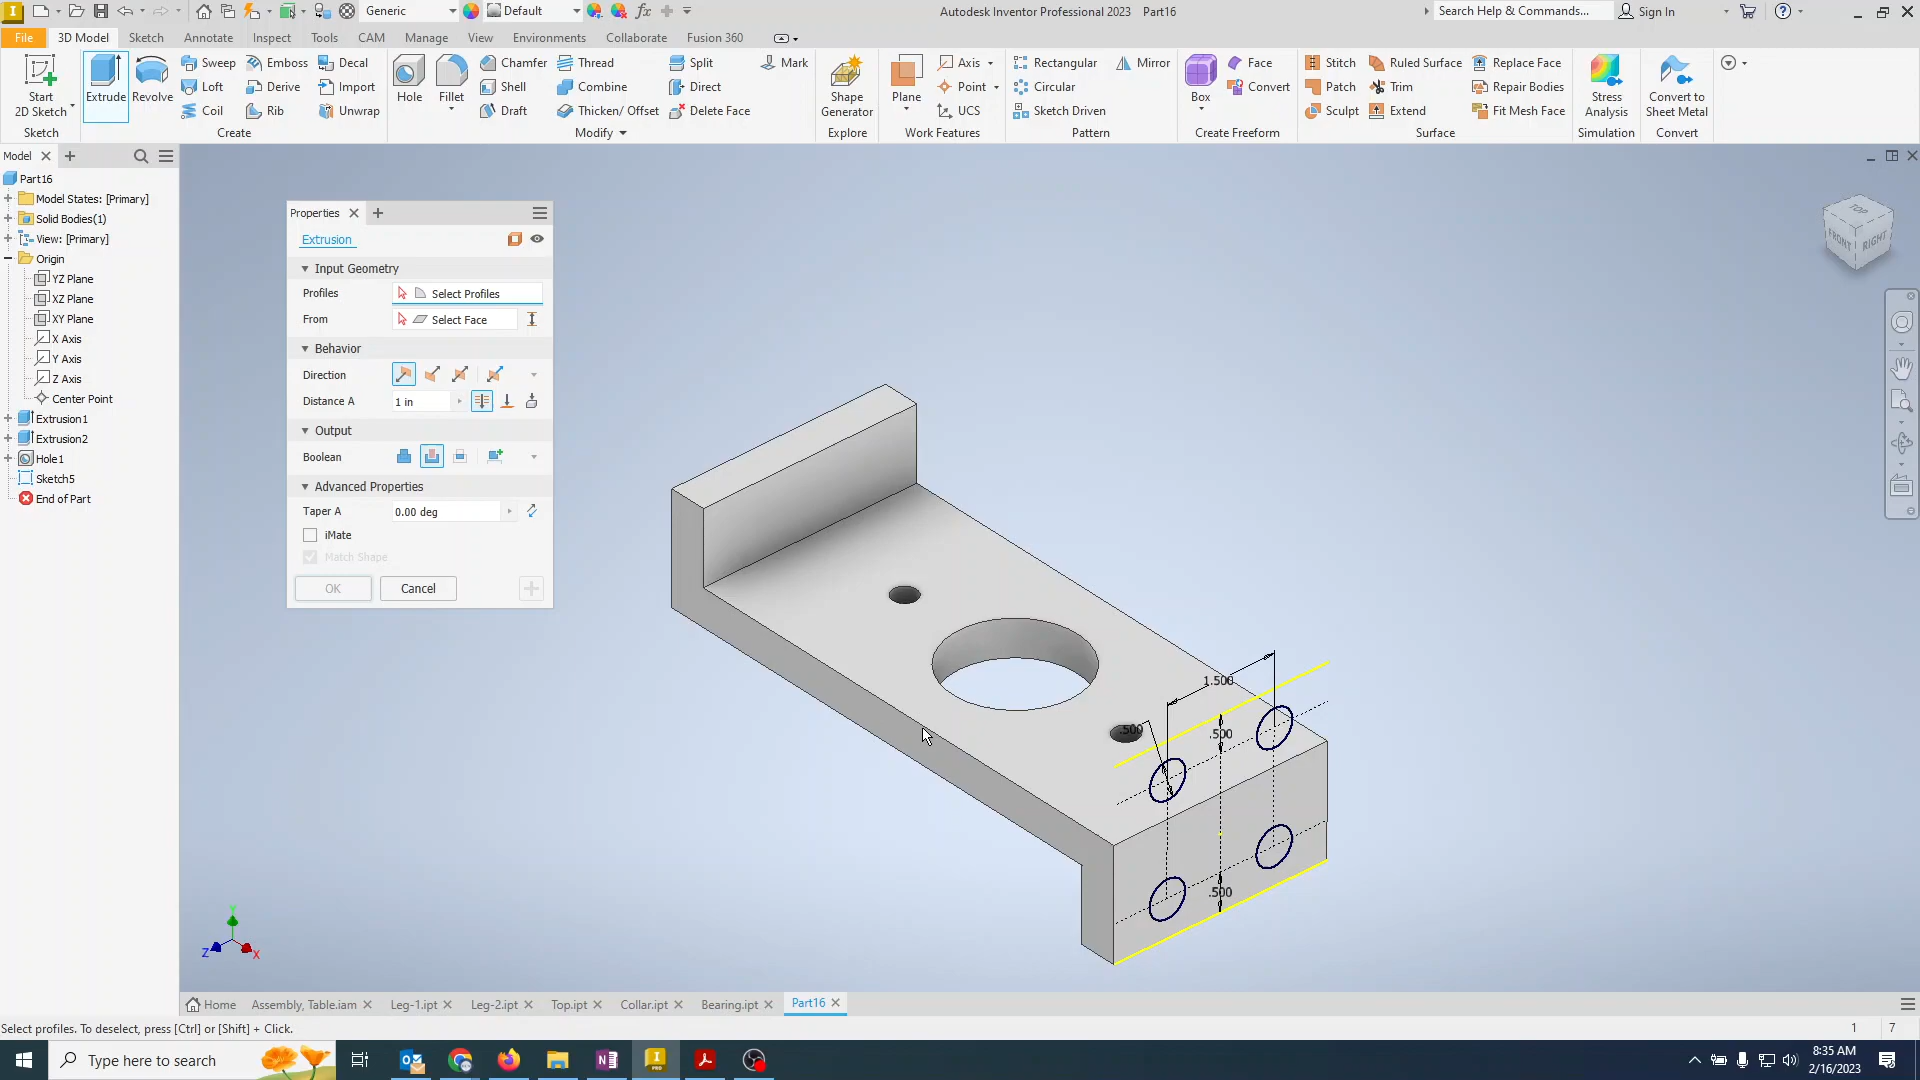 Generic
Default
fx
Autodesk Inventor Professional 2023 Part16
Search Help & Commands...
Sign In
File 3D Model Sketch Annotate Inspect Tools CAM Manage View Environments Collaborate Fusion 360
Start
2D Sketch
Extrude
Revolve
Sweep
Emboss
Decal
Loft
Derive
Import
Coil
Rib
Unwrap
Hole
Fillet
Chamfer
Thread
Split
Mark
Shell
Combine
Direct
Draft
Thicken/ Offset
Delete Face
Shape
Generator
Plane
Axis
Point
UCS
Rectangular
Mirror
Circular
Sketch Driven
Box
Face
Convert
Stitch
Ruled Surface
Replace Face
Patch
Trim
Repair Bodies
Sculpt
Extend
Fit Mesh Face
Stress
Analysis
Convert to
Sheet Metal
Sketch Create Modify Explore Work Features Pattern Create Freeform Surface Simulation Convert
Model
Part16
Model States: [Primary]
Solid Bodies(1)
View: [Primary]
Origin
YZ Plane
XZ Plane
XY Plane
X Axis
Y Axis
Z Axis
Center Point
Extrusion1
Extrusion2
Hole1
Sketch5
End of Part
Properties
Extrusion
Input Geometry
Profiles Select Profiles
From Select Face
Behavior
Direction
Distance A 1 in
Output
Boolean
Advanced Properties
Taper A 0.00 deg
iMate
Match Shape
OK Cancel
TOP
FRONT RIGHT
1.500
.500
.500
.500
Y
Z
X
Home Assembly, Table.iam Leg-1.ipt Leg-2.ipt Top.ipt Collar.ipt Bearing.ipt Part16
Select profiles. To deselect, press [Ctrl] or [Shift] + Click.
1 7
Type here to search
8:35 AM
2/16/2023